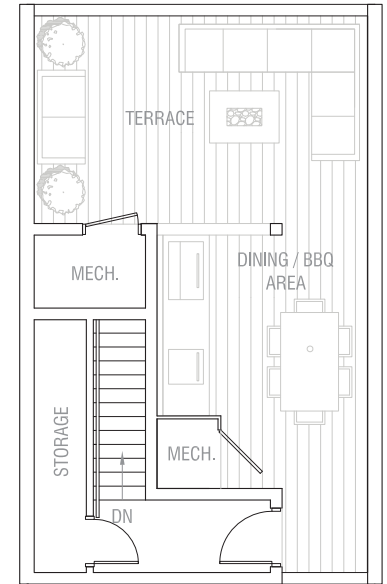 TERRACE
DINING / BBQ
AREA
MECH.
STORAGE
MECH.
DN